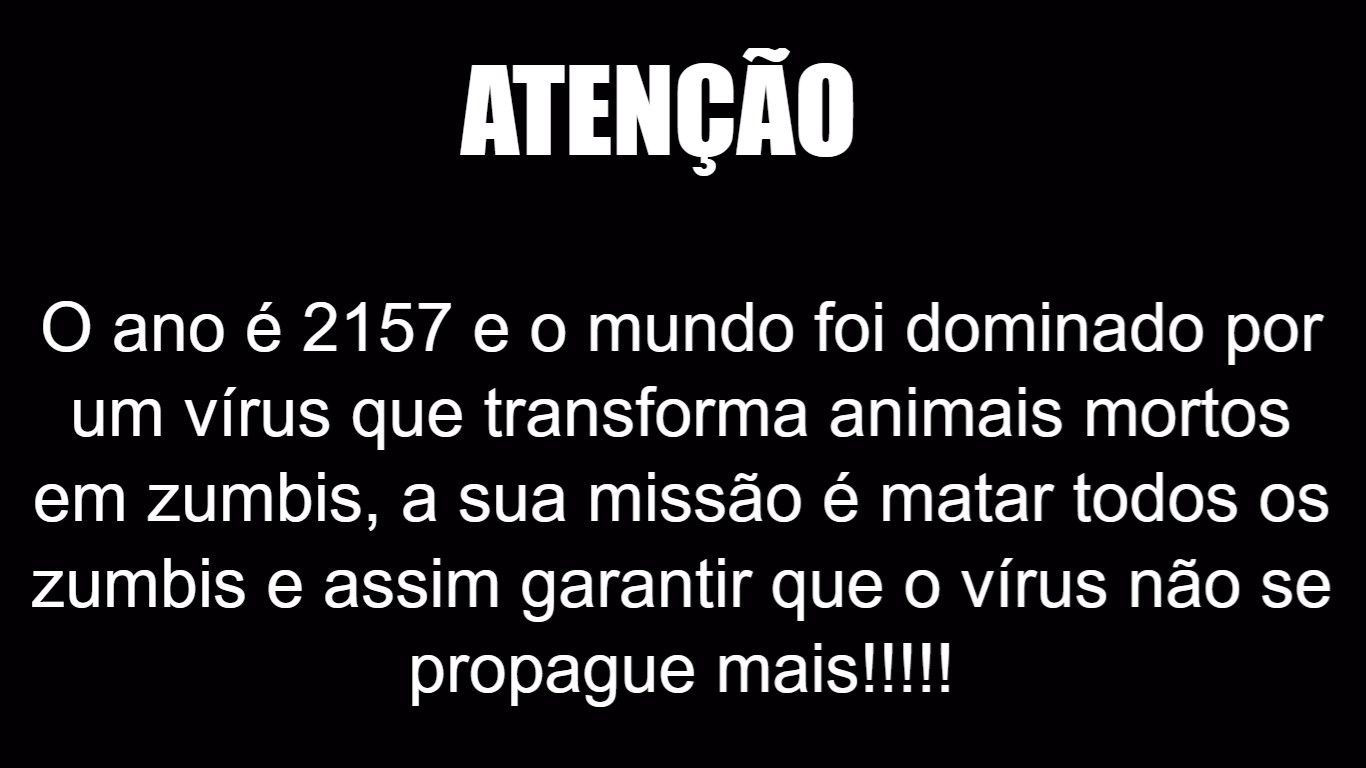 ATENÇÃO
O ano é 2157 e o mundo foi dominado por
um vírus que transforma animais mortos
em zumbis, a sua missão é matar todos os
zumbis e assim garantir que o vírus não se
propague mais!!!!!